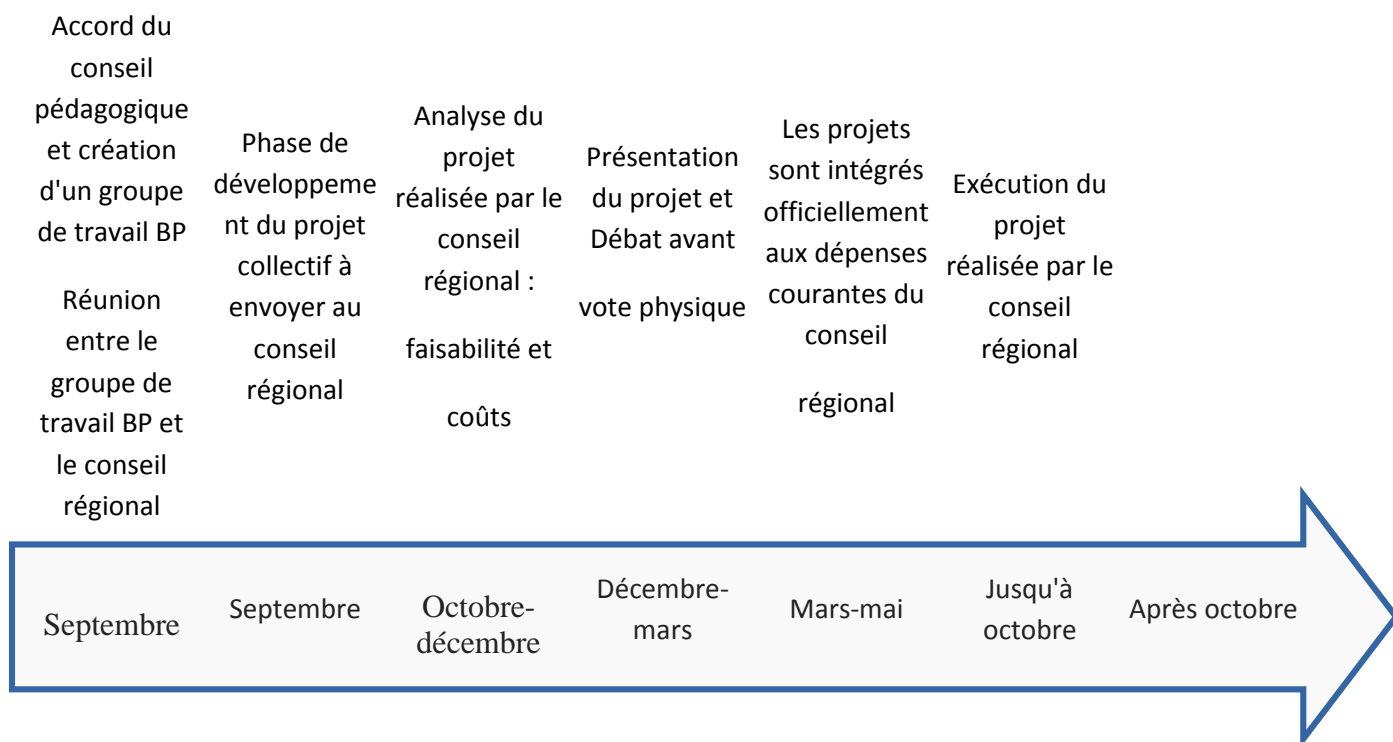 Accord du
conseil
pédagogique
et création
d'un groupe
de travail BP
Réunion
entre le
groupe de
travail BP et
le conseil
régional
Phase de
développeme
nt du projet
collectif à
envoyer au
conseil
régional
Analyse du
projet
réalisée par le
conseil
régional :
faisabilité et
coûts
Présentation
du projet et
Débat avant
vote physique
Les projets
sont intégrés
officiellement
aux dépenses
courantes du
conseil
régional
Exécution du
projet
réalisée par le
conseil
régional
Septembre
Septembre
Octobre-
décembre
Décembre-
mars
Mars-mai
Jusqu'à
octobre
Après octobre